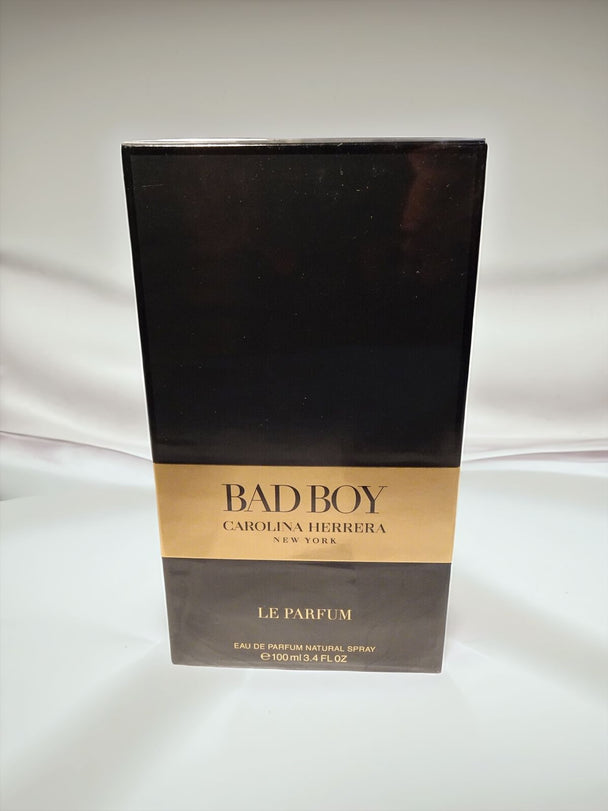 BAD BOY
CAROLINA HERRERA
NEW YORK
LE PARFUM
EAU DE PARFUM NATURAL SPRAY
℮100 ml 3.4 FL OZ